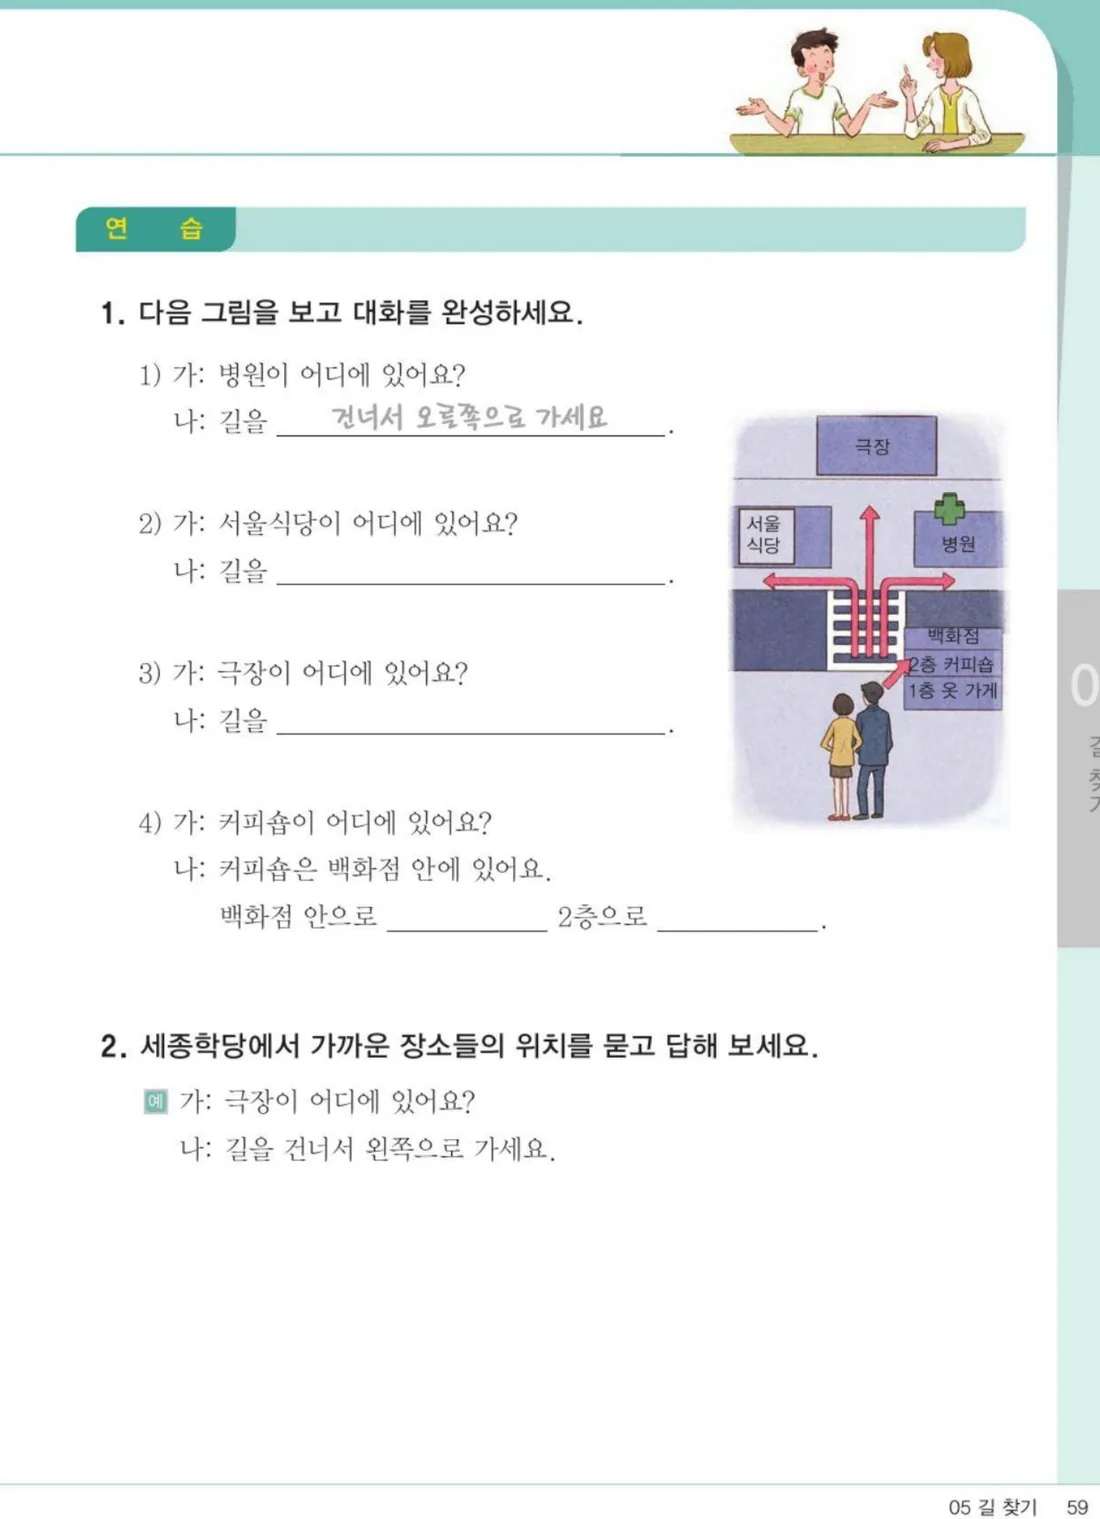 연 습
1. 다음 그림을 보고 대화를 완성하세요.
1) 가: 병원이 어디에 있어요?
나: 길을 건너서 오른쪽으로 가세요.
2) 가: 서울식당이 어디에 있어요?
나: 길을 ____________________.
3) 가: 극장이 어디에 있어요?
나: 길을 ____________________.
4) 가: 커피숍이 어디에 있어요?
나: 커피숍은 백화점 안에 있어요.
백화점 안으로 __________ 2층으로 __________.
극장
서울
식당
병원
백화점
2층 커피숍
1층 옷 가게
2. 세종학당에서 가까운 장소들의 위치를 묻고 답해 보세요.
예 가: 극장이 어디에 있어요?
나: 길을 건너서 왼쪽으로 가세요.
05 길 찾기 59